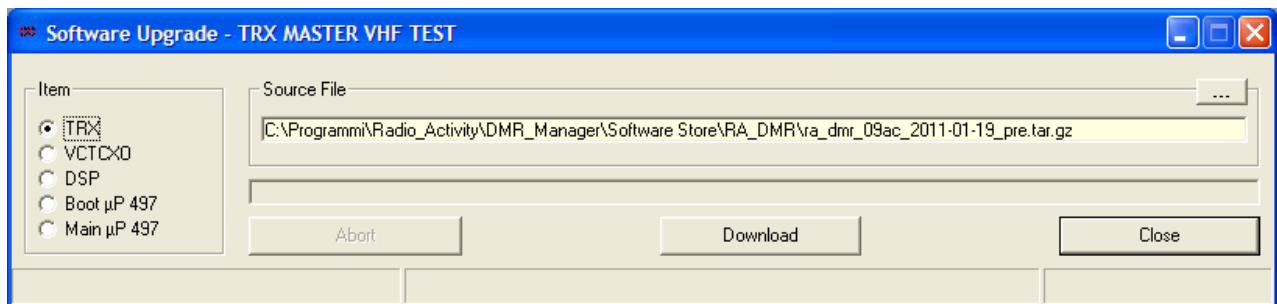 Software Upgrade - TRX MASTER VHF TEST
Item
TRX
VCTCXO
DSP
Boot µP 497
Main µP 497
Source File
...
C:\Programmi\Radio_Activity\DMR_Manager\Software Store\RA_DMR\ra_dmr_09ac_2011-01-19_pre.tar.gz
Abort
Download
Close